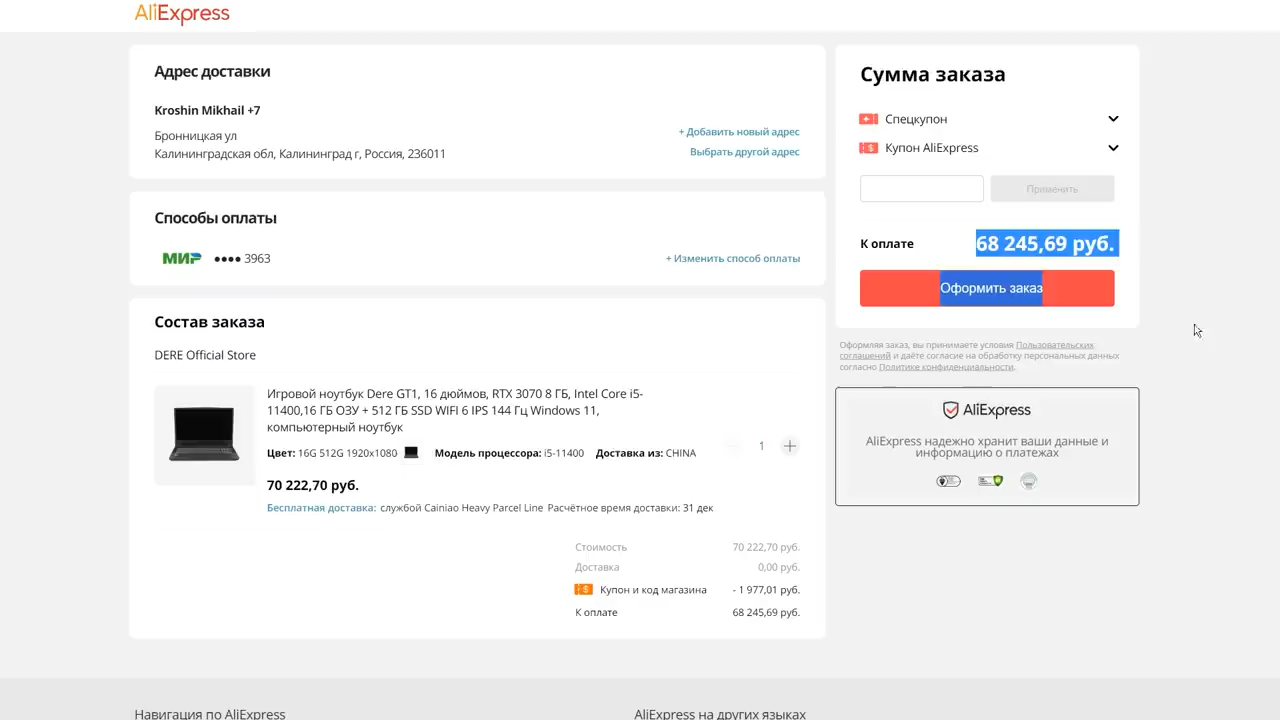 AliExpress
Адрес доставки
Kroshin Mikhail +7
Бронницкая ул
Калининградская обл, Калининград г, Россия, 236011
+ Добавить новый адрес
Выбрать другой адрес
Способы оплаты
МИР •••• 3963
+ Изменить способ оплаты
Состав заказа
DERE Official Store
Игровой ноутбук Dere GT1, 16 дюймов, RTX 3070 8 ГБ, Intel Core i5-
11400,16 ГБ ОЗУ + 512 ГБ SSD WIFI 6 IPS 144 Гц Windows 11,
компьютерный ноутбук
Цвет: 16G 512G 1920x1080 Модель процессора: i5-11400 Доставка из: CHINA
1
70 222,70 руб.
Бесплатная доставка: службой Cainiao Heavy Parcel Line Расчётное время доставки: 31 дек
Стоимость 70 222,70 руб.
Доставка 0,00 руб.
Купон и код магазина - 1 977,01 руб.
К оплате 68 245,69 руб.
Сумма заказа
Спецкупон
Купон AliExpress
Применить
К оплате 68 245,69 руб.
Оформить заказ
Оформляя заказ, вы принимаете условия Пользовательских
соглашений и даёте согласие на обработку персональных данных
согласно Политике конфиденциальности.
AliExpress
AliExpress надежно хранит ваши данные и
информацию о платежах
Навигация по AliExpress
AliExpress на других языках